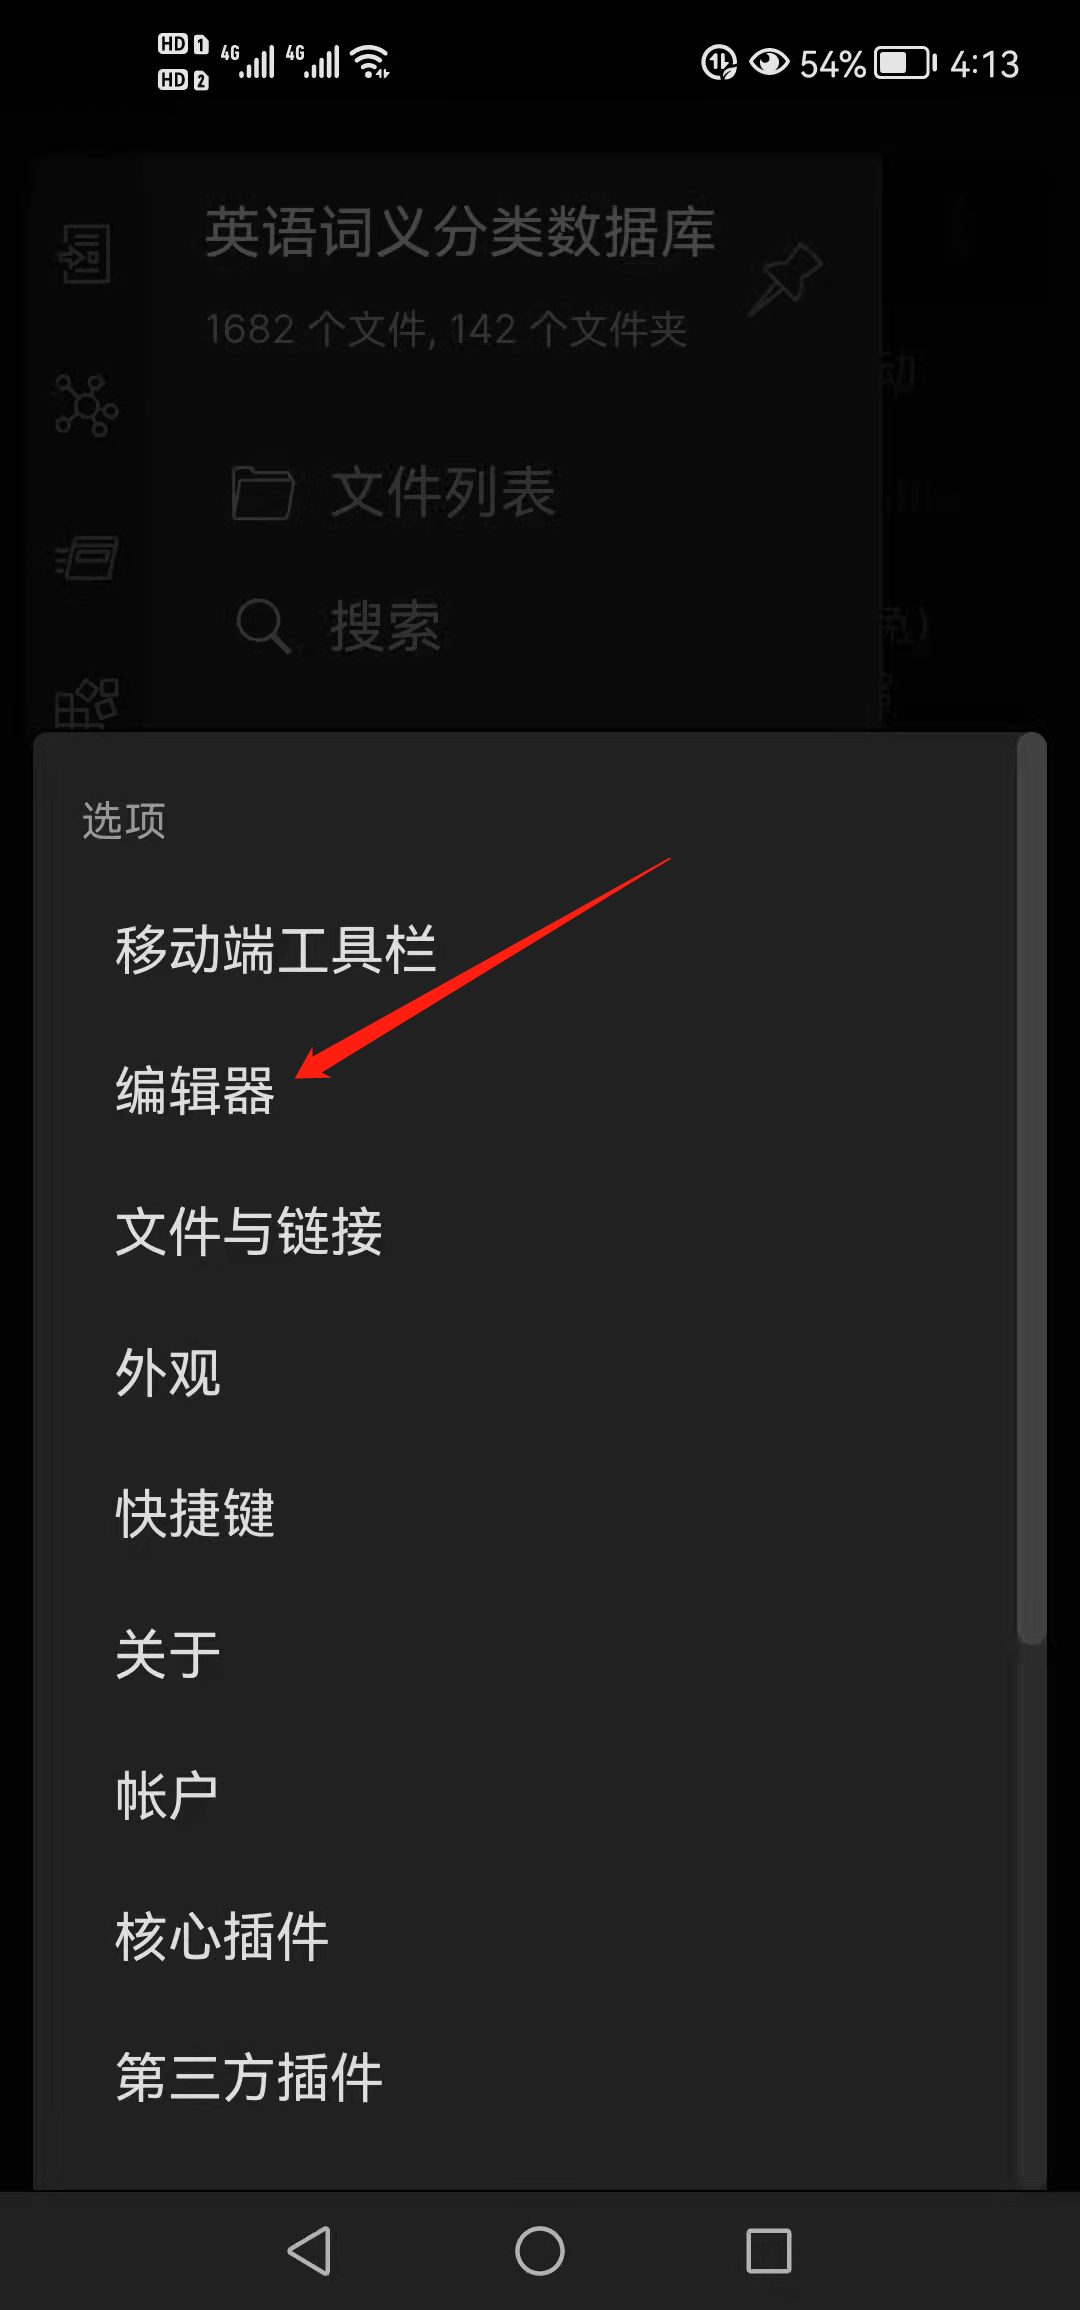 HD 1 4G 4G 54% 4:13
HD 2
英语词义分类数据库
1682 个文件, 142 个文件夹
动
文件列表
搜索
选项
移动端工具栏
编辑器
文件与链接
外观
快捷键
关于
帐户
核心插件
第三方插件